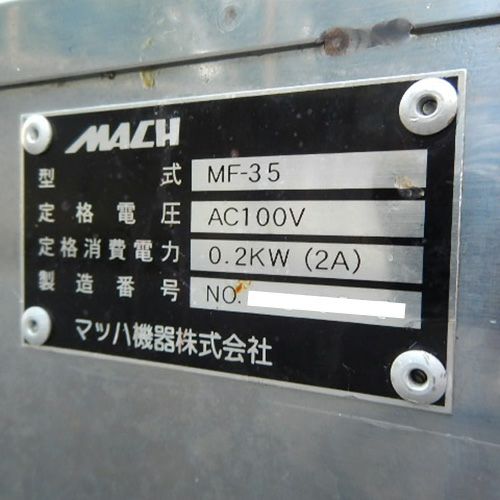 MACH
型式 MF-35
定格電圧 AC100V
定格消費電力 0.2KW (2A)
製造番号 NO.
マッハ機器株式会社